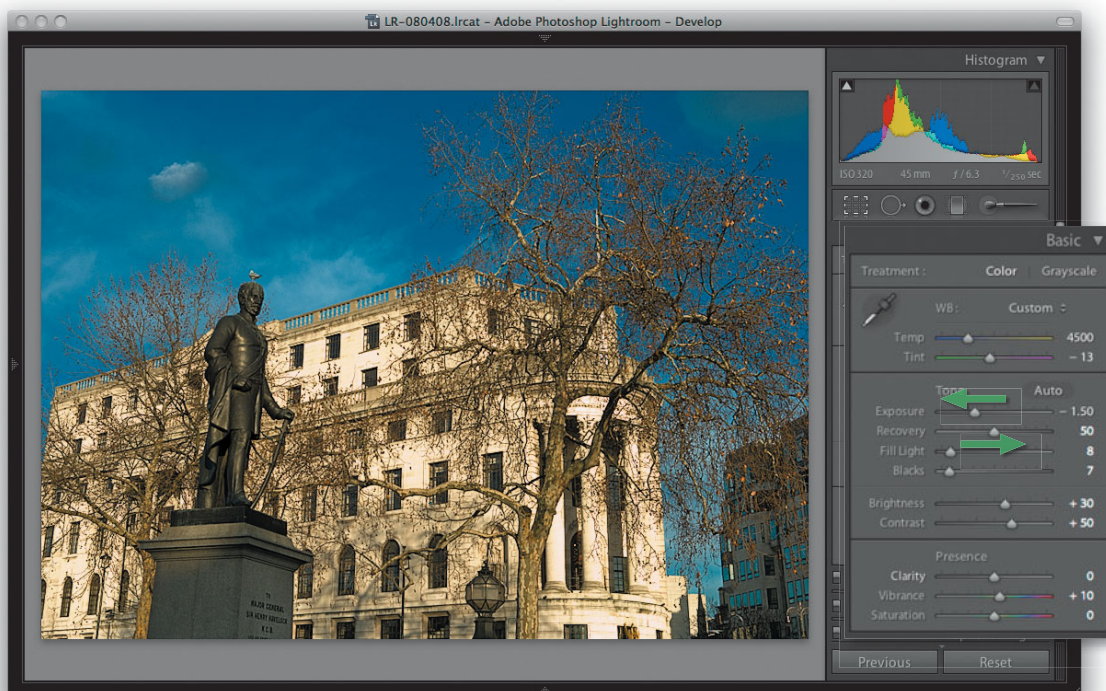 LR-080408.lrcat - Adobe Photoshop Lightroom - Develop
Histogram
ISO 320 45 mm f / 6.3 1/250 sec
Basic
Treatment : Color Grayscale
WB: Custom
Temp 4500
Tint – 13
Tone Auto
Exposure – 1.50
Recovery 50
Fill Light 8
Blacks 7
Brightness + 30
Contrast + 50
Presence
Clarity 0
Vibrance + 10
Saturation 0
Previous Reset
TO
MAJOR GENERAL
SIR HENRY HAVELOCK
K.C.B.